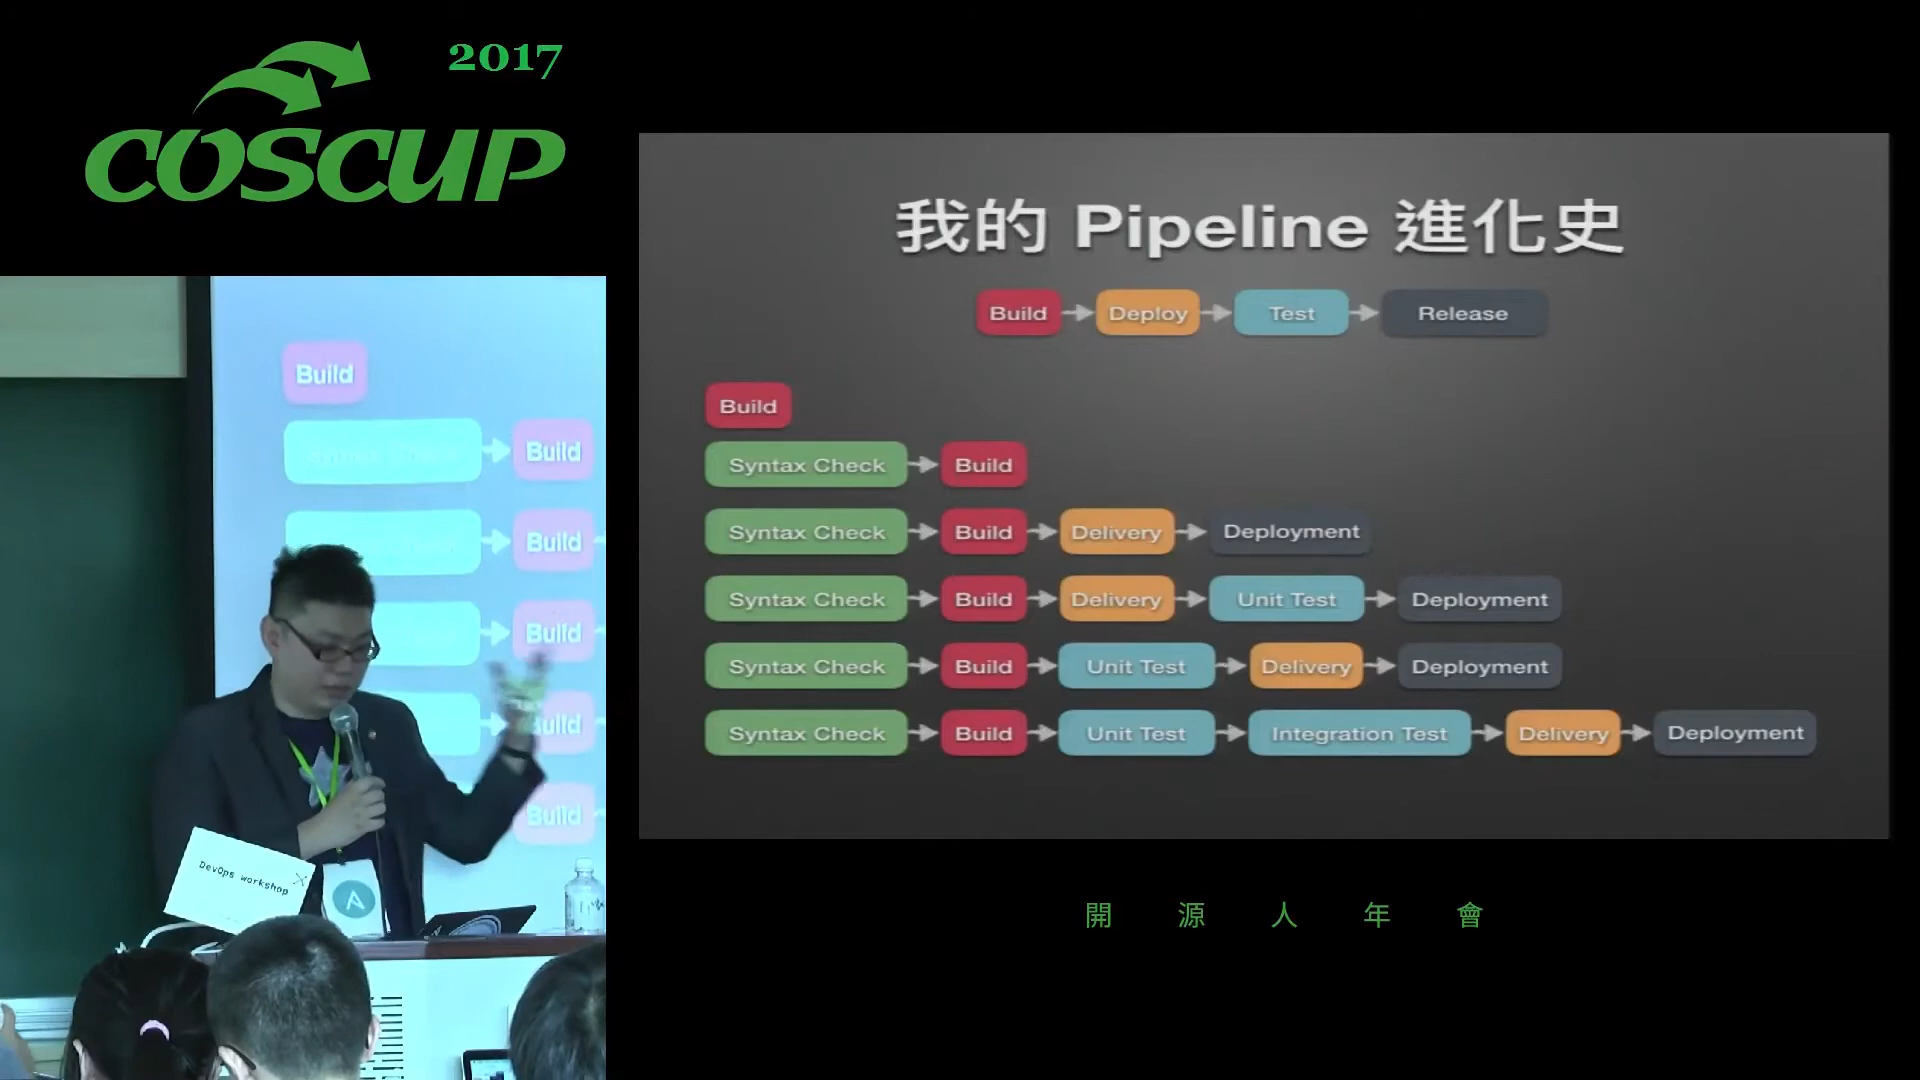 2017
COSCUP
我的 Pipeline 進化史
Build Deploy Test Release
Build
Syntax Check Build
Syntax Check Build Delivery Deployment
Syntax Check Build Delivery Unit Test Deployment
Syntax Check Build Unit Test Delivery Deployment
Syntax Check Build Unit Test Integration Test Delivery Deployment
Build
Build
Build
Build
Build
Build
DevOps workshop
開源人年會